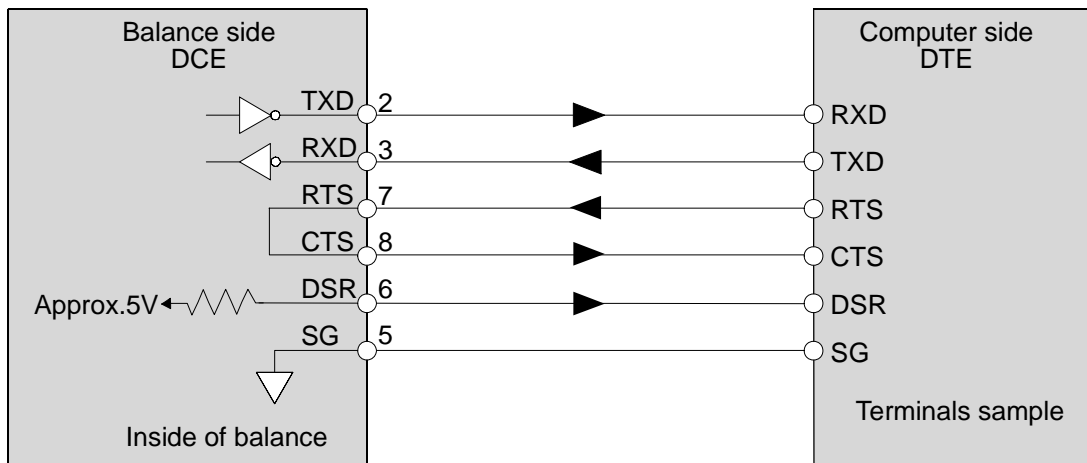 Balance side
DCE
Computer side
DTE
TXD 2 RXD
RXD 3 TXD
RTS 7 RTS
CTS 8 CTS
Approx.5V DSR 6 DSR
SG 5 SG
Inside of balance
Terminals sample